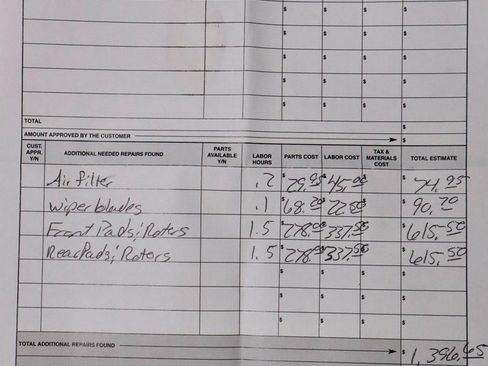 $ $ $ $
$ $ $ $
$ $ $ $
$ $ $ $
$ $ $ $
TOTAL $
AMOUNT APPROVED BY THE CUSTOMER $
CUST. APPR. Y/N ADDITIONAL NEEDED REPAIRS FOUND PARTS AVAILABLE Y/N LABOR HOURS PARTS COST LABOR COST TAX & MATERIALS COST TOTAL ESTIMATE
Air filter .2 $29.95 $45.00 $74.95
Wiper blades .1 $68.20 $22.50 $90.70
Front Pads; Roters 1.5 $278.00 $337.50 $615.50
Rear Pads; Roters 1.5 $278.00 $337.50 $615.50
$ $ $ $
$ $ $ $
$ $ $ $
TOTAL ADDITIONAL REPAIRS FOUND $1,396.65